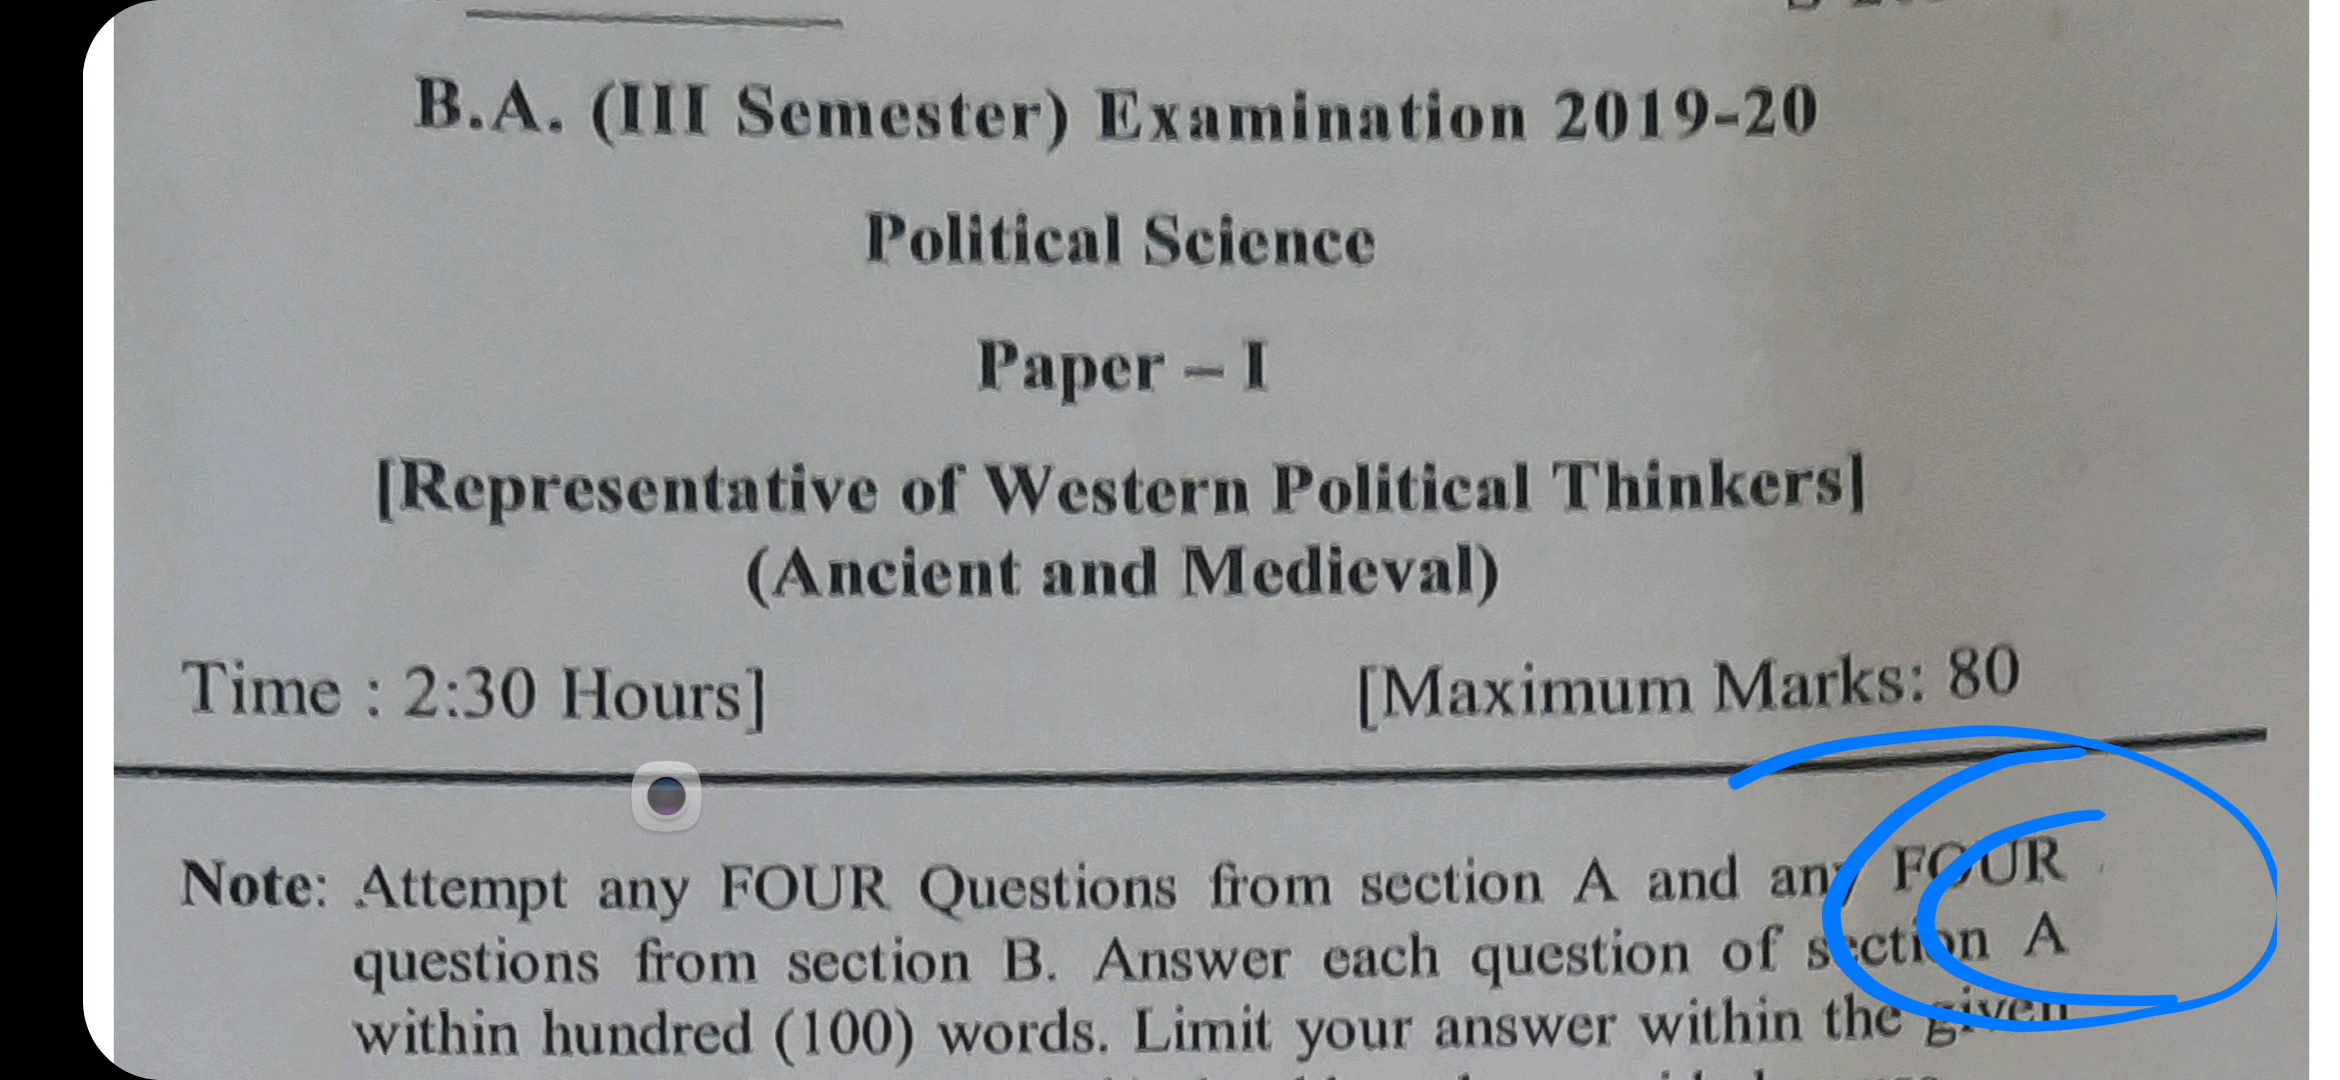 B.A. (III Semester) Examination 2019-20
Political Science
Paper – I
[Representative of Western Political Thinkers]
(Ancient and Medieval)
Time : 2:30 Hours] [Maximum Marks: 80
Note: Attempt any FOUR Questions from section A and any FOUR
questions from section B. Answer each question of section A
within hundred (100) words. Limit your answer within the given